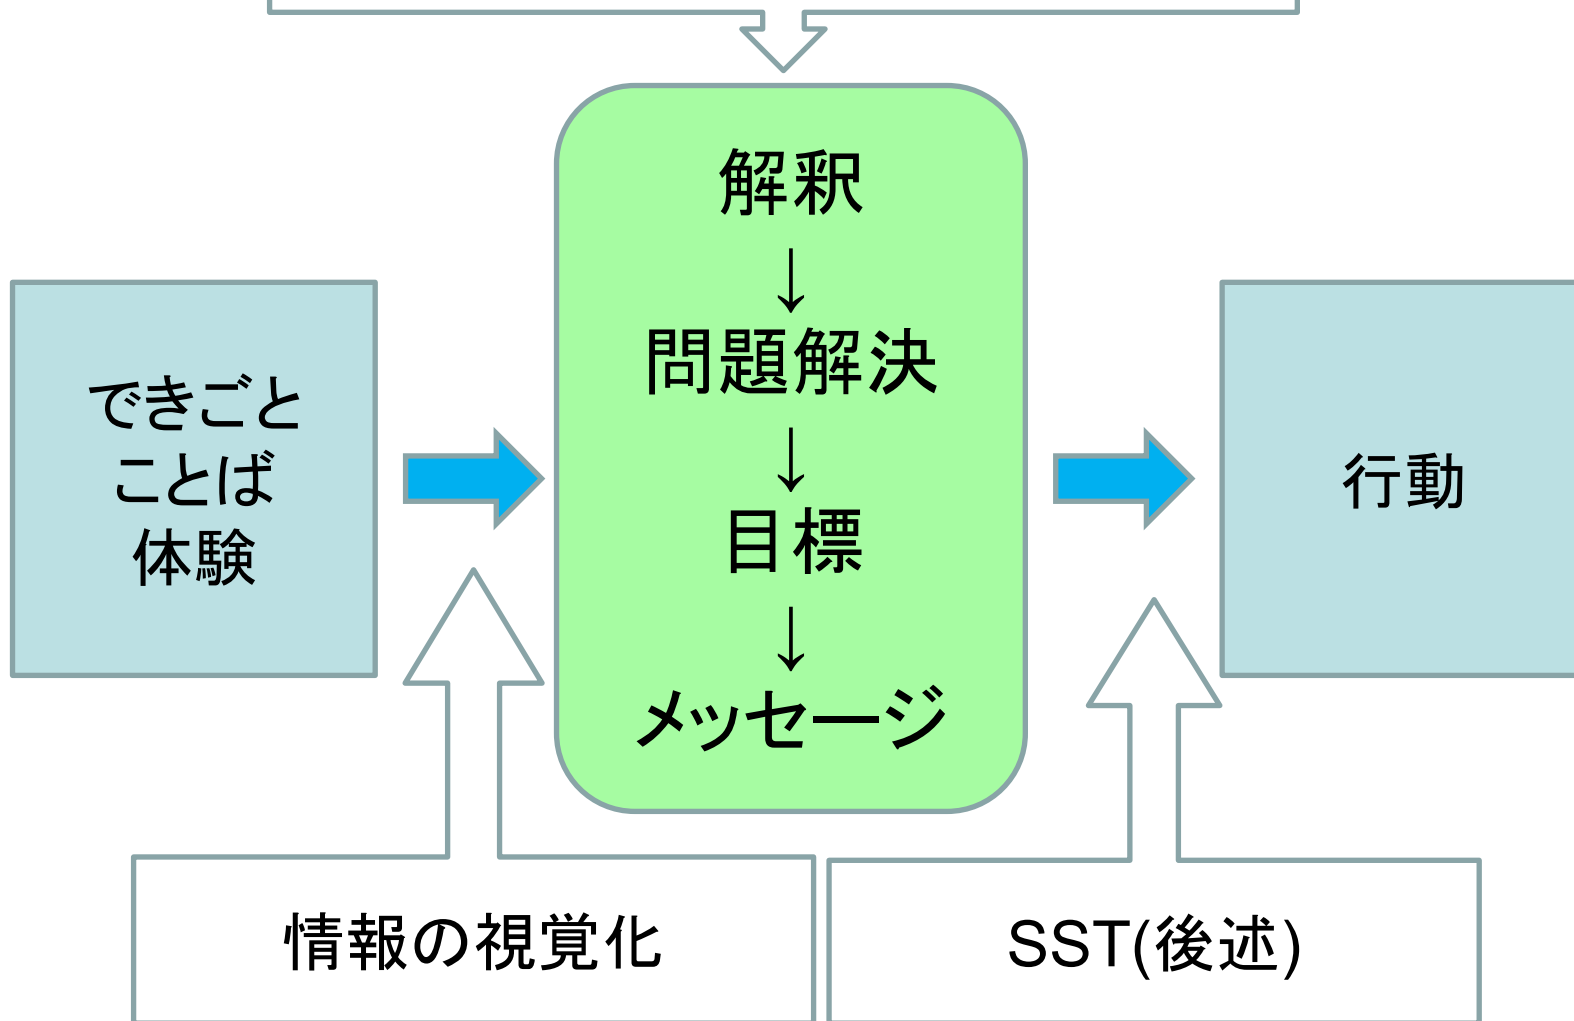 できごと
ことば
体験
解釈
↓
問題解決
↓
目標
↓
メッセージ
行動
情報の視覚化
SST(後述)